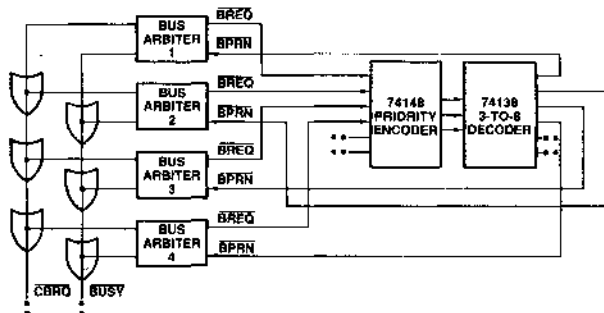 BUS
ARBITER
1
BREQ
BPRN
BUS
ARBITER
2
BREQ
BPRN
BUS
ARBITER
3
BREQ
BPRN
BUS
ARBITER
4
BREQ
BPRN
74148
PRIORITY
ENCODER
74138
3-TO-8
DECODER
CBRQ
BUSY